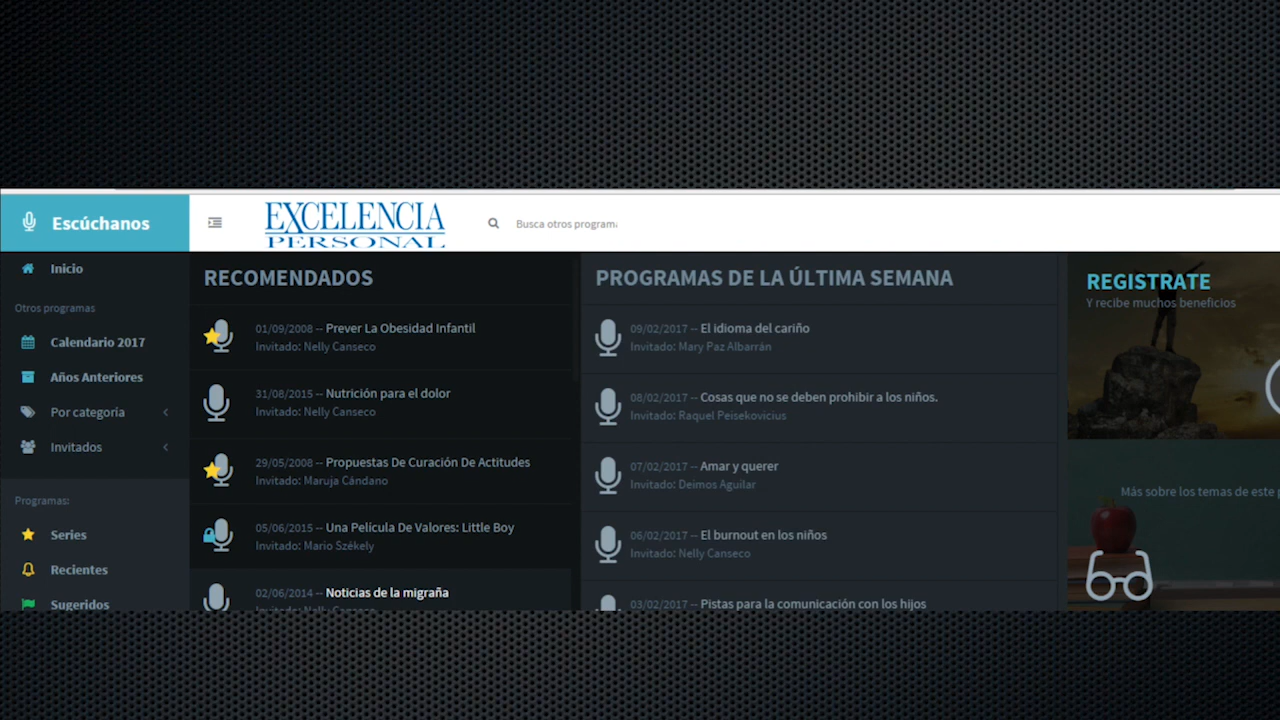 Escúchanos
EXCELENCIA
PERSONAL
Busca otros programa
Inicio
Otros programas
Calendario 2017
Años Anteriores
Por categoría
Invitados
Programas:
Series
Recientes
Sugeridos
RECOMENDADOS
01/09/2008 -- Prever La Obesidad Infantil
Invitado: Nelly Canseco
31/08/2015 -- Nutrición para el dolor
Invitado: Nelly Canseco
29/05/2008 -- Propuestas De Curación De Actitudes
Invitado: Maruja Cándano
05/06/2015 -- Una Película De Valores: Little Boy
Invitado: Mario Székely
02/06/2014 -- Noticias de la migraña
Invitado: Nelly Canseco
PROGRAMAS DE LA ÚLTIMA SEMANA
09/02/2017 -- El idioma del cariño
Invitado: Mary Paz Albarrán
08/02/2017 -- Cosas que no se deben prohibir a los niños.
Invitado: Raquel Peisekovicius
07/02/2017 -- Amar y querer
Invitado: Deimos Aguilar
06/02/2017 -- El burnout en los niños
Invitado: Nelly Canseco
03/02/2017 -- Pistas para la comunicación con los hijos
REGISTRATE
Y recibe muchos beneficios
Más sobre los temas de este